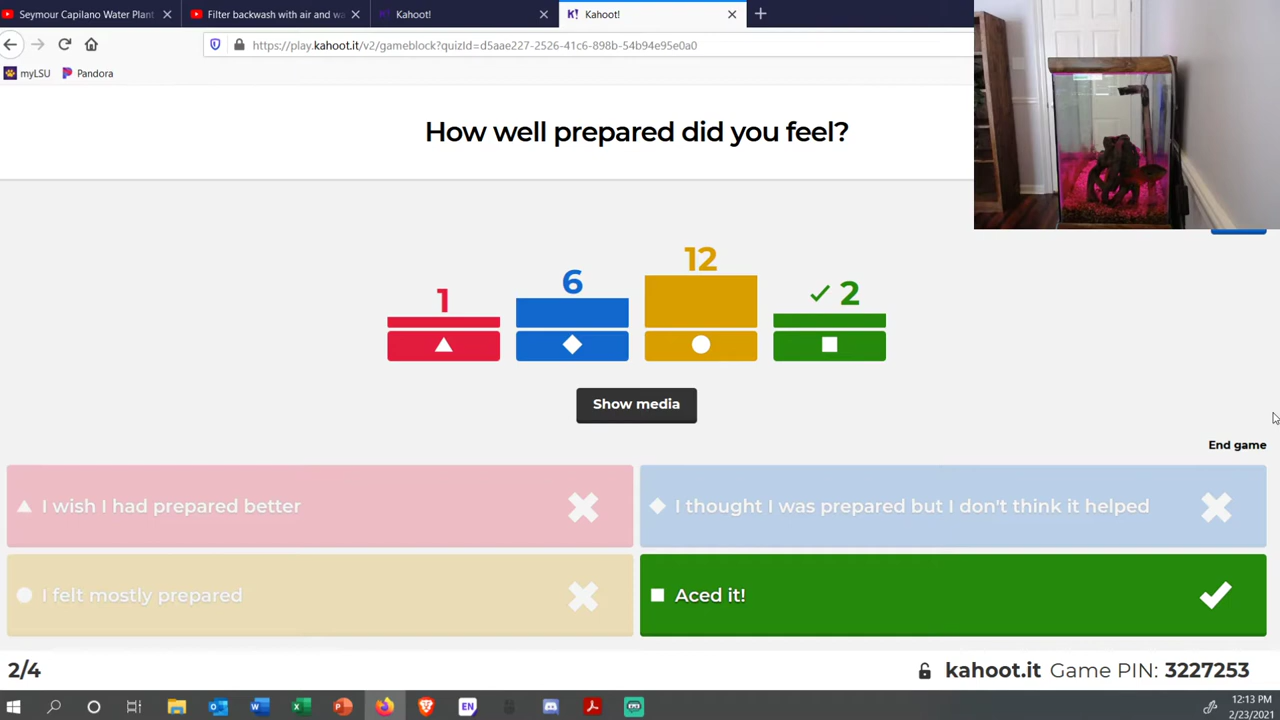 Seymour Capilano Water Plant
Filter backwash with air and wa
Kahoot!
Kahoot!
https://play.kahoot.it/v2/gameblock?quizId=d5aae227-2526-41c6-898b-54b94e95e0a0
myLSU
Pandora
How well prepared did you feel?
1
6
12
2
Show media
End game
I wish I had prepared better
I thought I was prepared but I don't think it helped
I felt mostly prepared
Aced it!
2/4
kahoot.it Game PIN: 3227253
EN
12:13 PM
2/23/2021